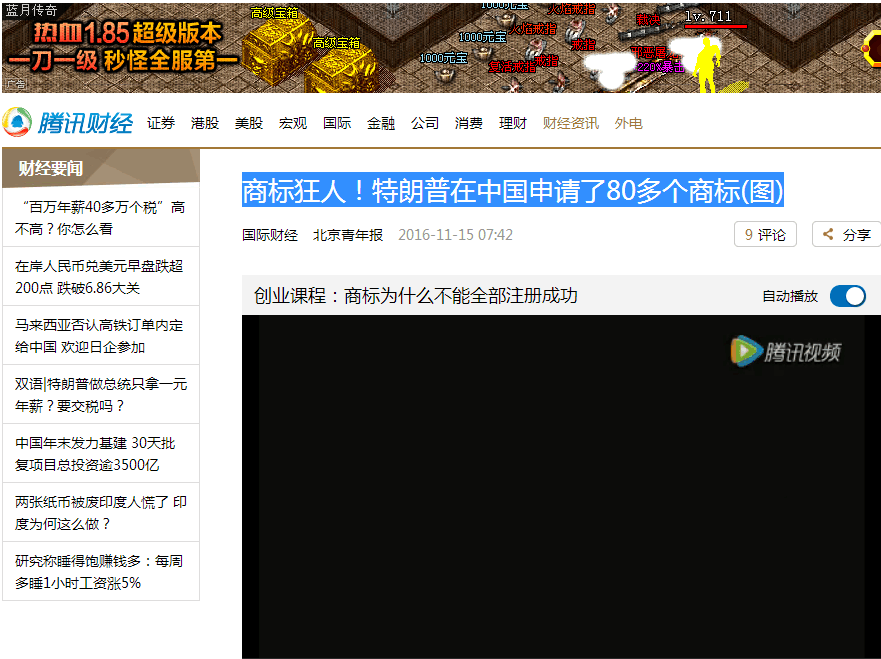 蓝月传奇
热血1.85超级版本
一刀一级 秒怪全服第一
广告
高级宝箱
高级宝箱
1000元宝
1000元宝
1000元宝
火焰戒指
火焰戒指
戒指
复活戒指
lv.711
腾讯财经
证券 港股 美股 宏观 国际 金融 公司 消费 理财 财经资讯 外电
财经要闻
“百万年薪40多万个税”高
不高？你怎么看
在岸人民币兑美元早盘跌超
200点 跌破6.86大关
马来西亚否认高铁订单内定
给中国 欢迎日企参加
双语|特朗普做总统只拿一元
年薪？要交税吗？
中国年末发力基建 30天批
复项目总投资逾3500亿
两张纸币被废印度人慌了 印
度为何这么做？
研究称睡得饱赚钱多：每周
多睡1小时工资涨5%
商标狂人！特朗普在中国申请了80多个商标(图)
国际财经 北京青年报 2016-11-15 07:42
9 评论
分享
创业课程：商标为什么不能全部注册成功
自动播放
腾讯视频